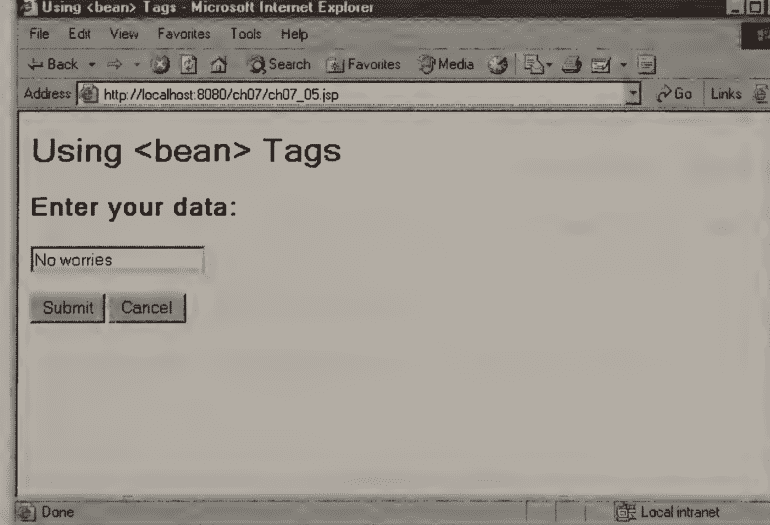 Using <bean> Tags - Microsoft Internet Explorer
File Edit View Favorites Tools Help
Back Search Favorites Media
Address http://localhost:8080/ch07/ch07_05.jsp Go Links
Using <bean> Tags
Enter your data:
No worries
Submit Cancel
Done Local intranet